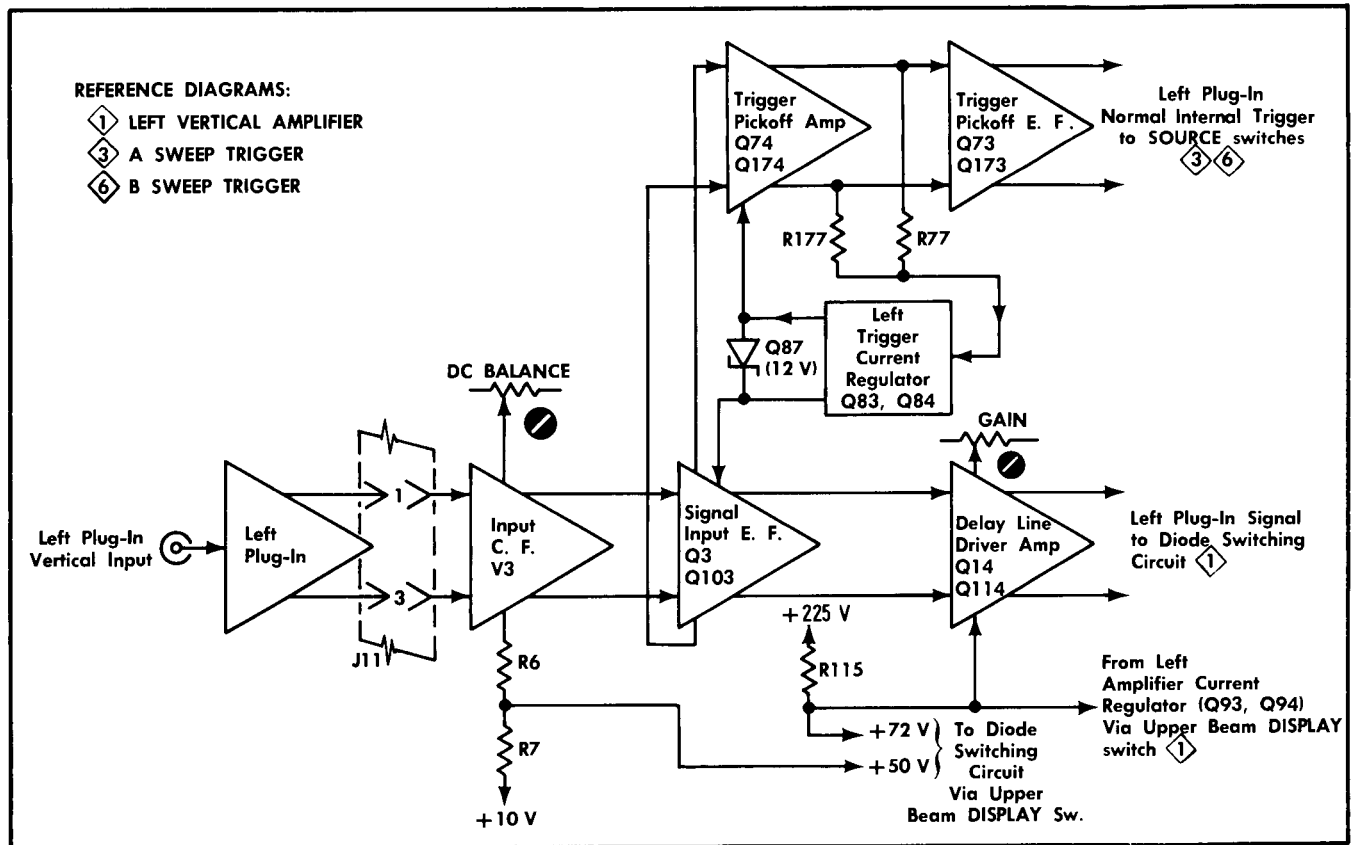 REFERENCE DIAGRAMS:
1 LEFT VERTICAL AMPLIFIER
3 A SWEEP TRIGGER
6 B SWEEP TRIGGER
Trigger
Pickoff Amp
Q74
Q174
Trigger
Pickoff E. F.
Q73
Q173
Left Plug-In
Normal Internal Trigger
to SOURCE switches
3 6
R177
R77
Left
Trigger
Current
Regulator
Q83, Q84
Q87
(12 V)
DC BALANCE
GAIN
Left Plug-In
Vertical Input
Left
Plug-In
1
3
J11
Input
C. F.
V3
Signal
Input E. F.
Q3
Q103
Delay Line
Driver Amp
Q14
Q114
Left Plug-In Signal
to Diode Switching
Circuit 1
R6
R7
+10 V
+225 V
R115
+72 V
+50 V
To Diode
Switching
Circuit
Via Upper
Beam DISPLAY Sw.
From Left
Amplifier Current
Regulator (Q93, Q94)
Via Upper Beam DISPLAY
switch 1